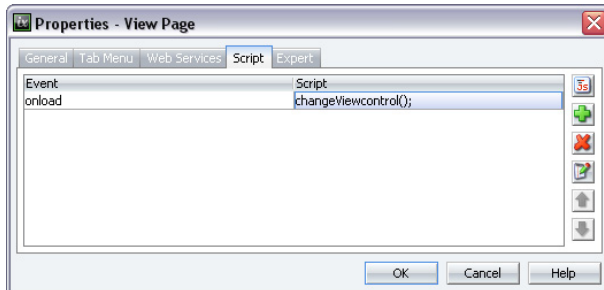 Properties - View Page
General Tab Menu Web Services Script Expert
Event Script
onload changeViewcontrol();
OK Cancel Help